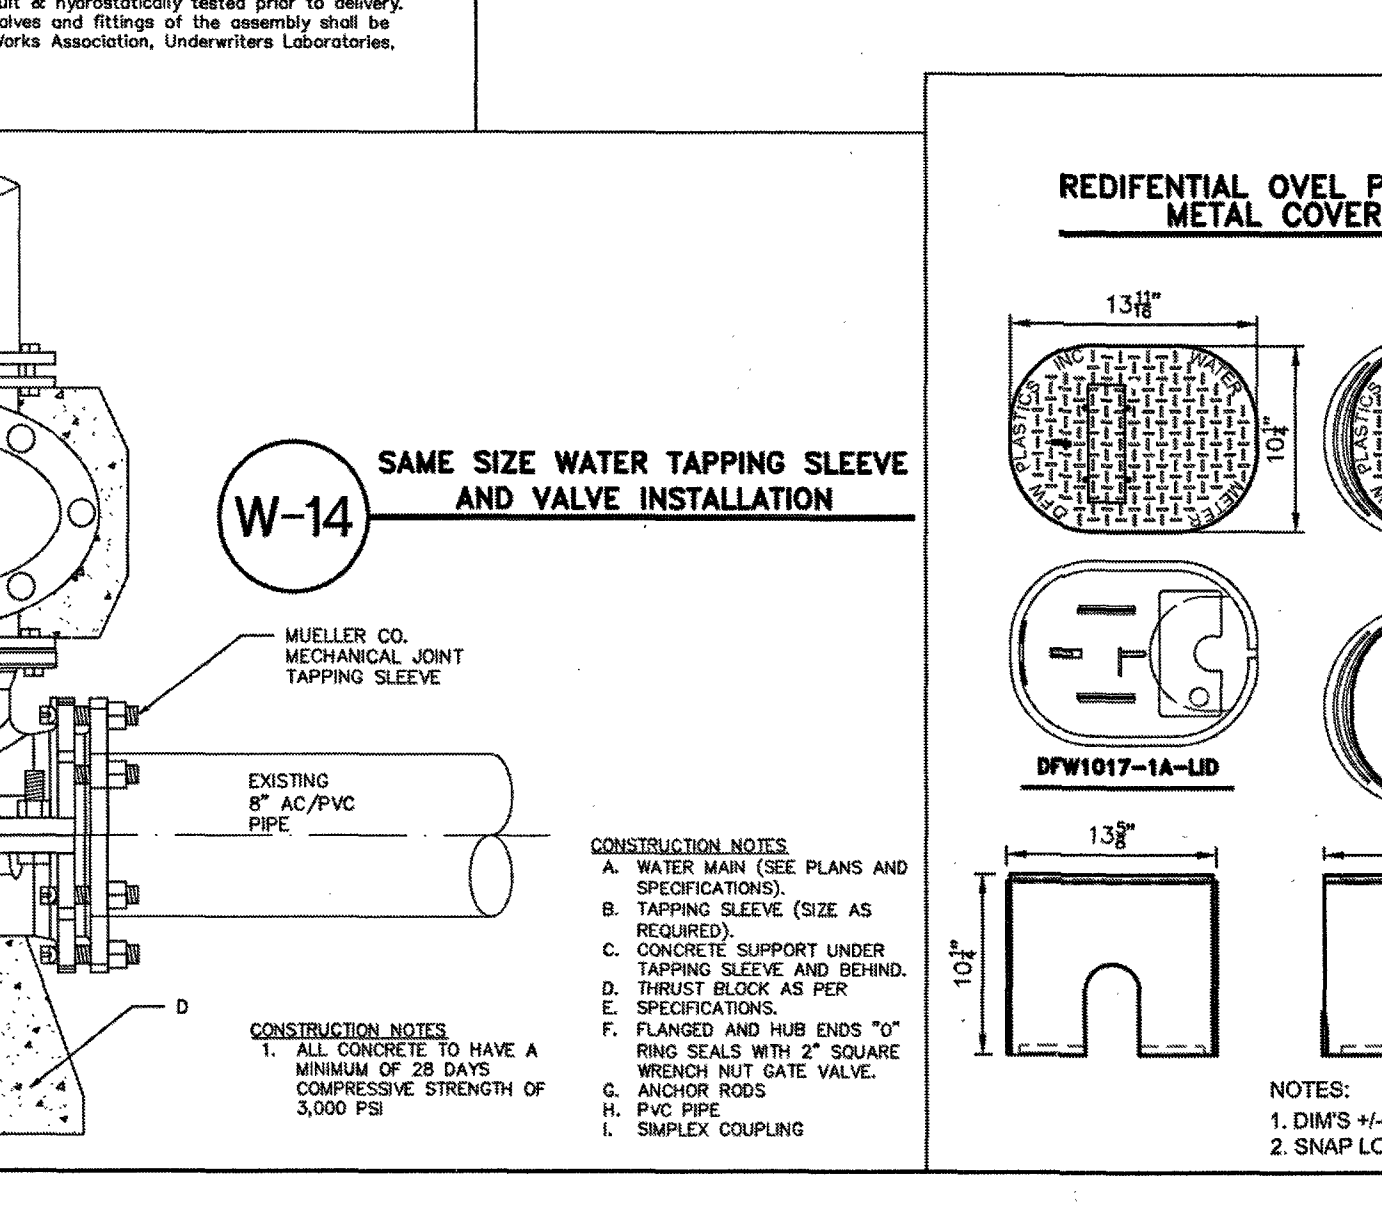 & hydrostatically tested prior to delivery.
and fittings of the assembly shall be
Association, Underwriters Laboratories,
SAME SIZE WATER TAPPING SLEEVE
AND VALVE INSTALLATION
W-14
MUELLER CO.
MECHANICAL JOINT
TAPPING SLEEVE
EXISTING
8" AC/PVC
PIPE
D
CONSTRUCTION NOTES
1. ALL CONCRETE TO HAVE A
MINIMUM OF 28 DAYS
COMPRESSIVE STRENGTH OF
3,000 PSI
CONSTRUCTION NOTES
A. WATER MAIN (SEE PLANS AND
SPECIFICATIONS).
B. TAPPING SLEEVE (SIZE AS
REQUIRED).
C. CONCRETE SUPPORT UNDER
TAPPING SLEEVE AND BEHIND.
D. THRUST BLOCK AS PER
E. SPECIFICATIONS.
F. FLANGED AND HUB ENDS "O"
RING SEALS WITH 2" SQUARE
WRENCH NUT GATE VALVE.
G. ANCHOR RODS
H. PVC PIPE
I. SIMPLEX COUPLING
REDIFENTIAL OVEL P
METAL COVER
13 11/16"
DFW PLASTICS INC WATER METER
10 1/4"
PLASTICS
DFW1017-1A-LID
13 5/8"
10 1/4"
NOTES:
1. DIM'S +/-
2. SNAP LO